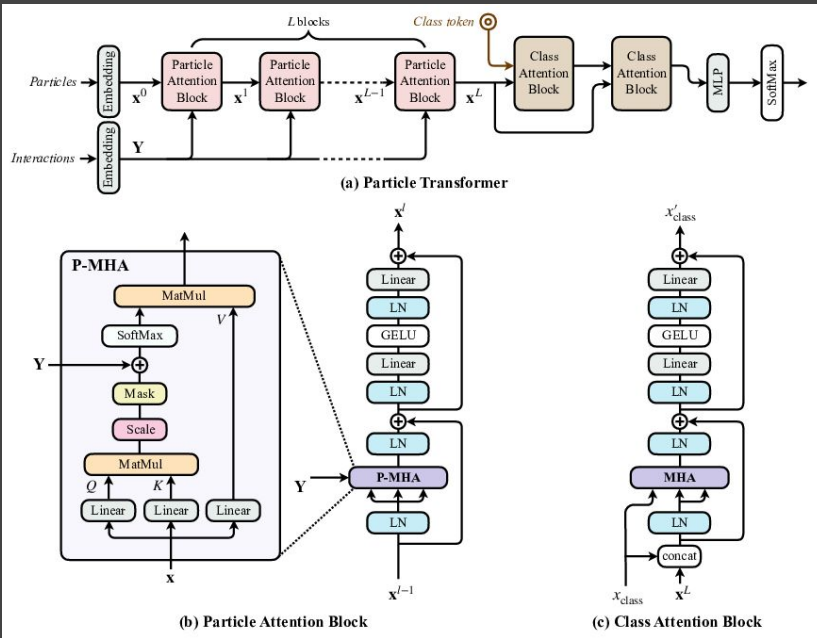 L blocks
Class token
Particles
Embedding
x⁰
Particle
Attention
Block
x¹
Particle
Attention
Block
xᴸ⁻¹
Particle
Attention
Block
xᴸ
Class
Attention
Block
Class
Attention
Block
MLP
SoftMax
Interactions
Embedding
Y
(a) Particle Transformer
P-MHA
MatMul
SoftMax
V
Y
+
Mask
Scale
MatMul
Q
K
Linear
Linear
Linear
x
xˡ
+
Linear
LN
GELU
Linear
LN
+
LN
Y
P-MHA
LN
xˡ⁻¹
(b) Particle Attention Block
x′class
+
Linear
LN
GELU
Linear
LN
+
LN
MHA
LN
concat
xclass
xᴸ
(c) Class Attention Block